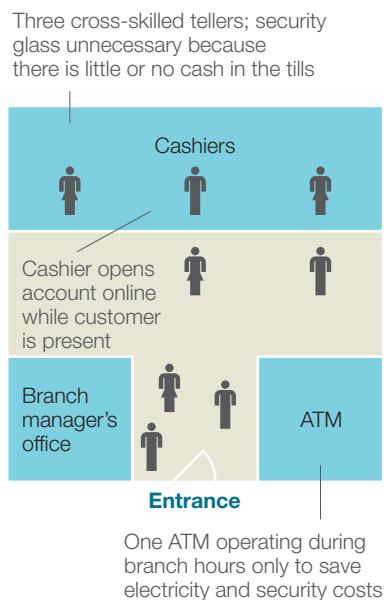 Three cross-skilled tellers; security
glass unnecessary because
there is little or no cash in the tills
Cashiers
Cashier opens
account online
while customer
is present
Branch
manager's
office
ATM
Entrance
One ATM operating during
branch hours only to save
electricity and security costs